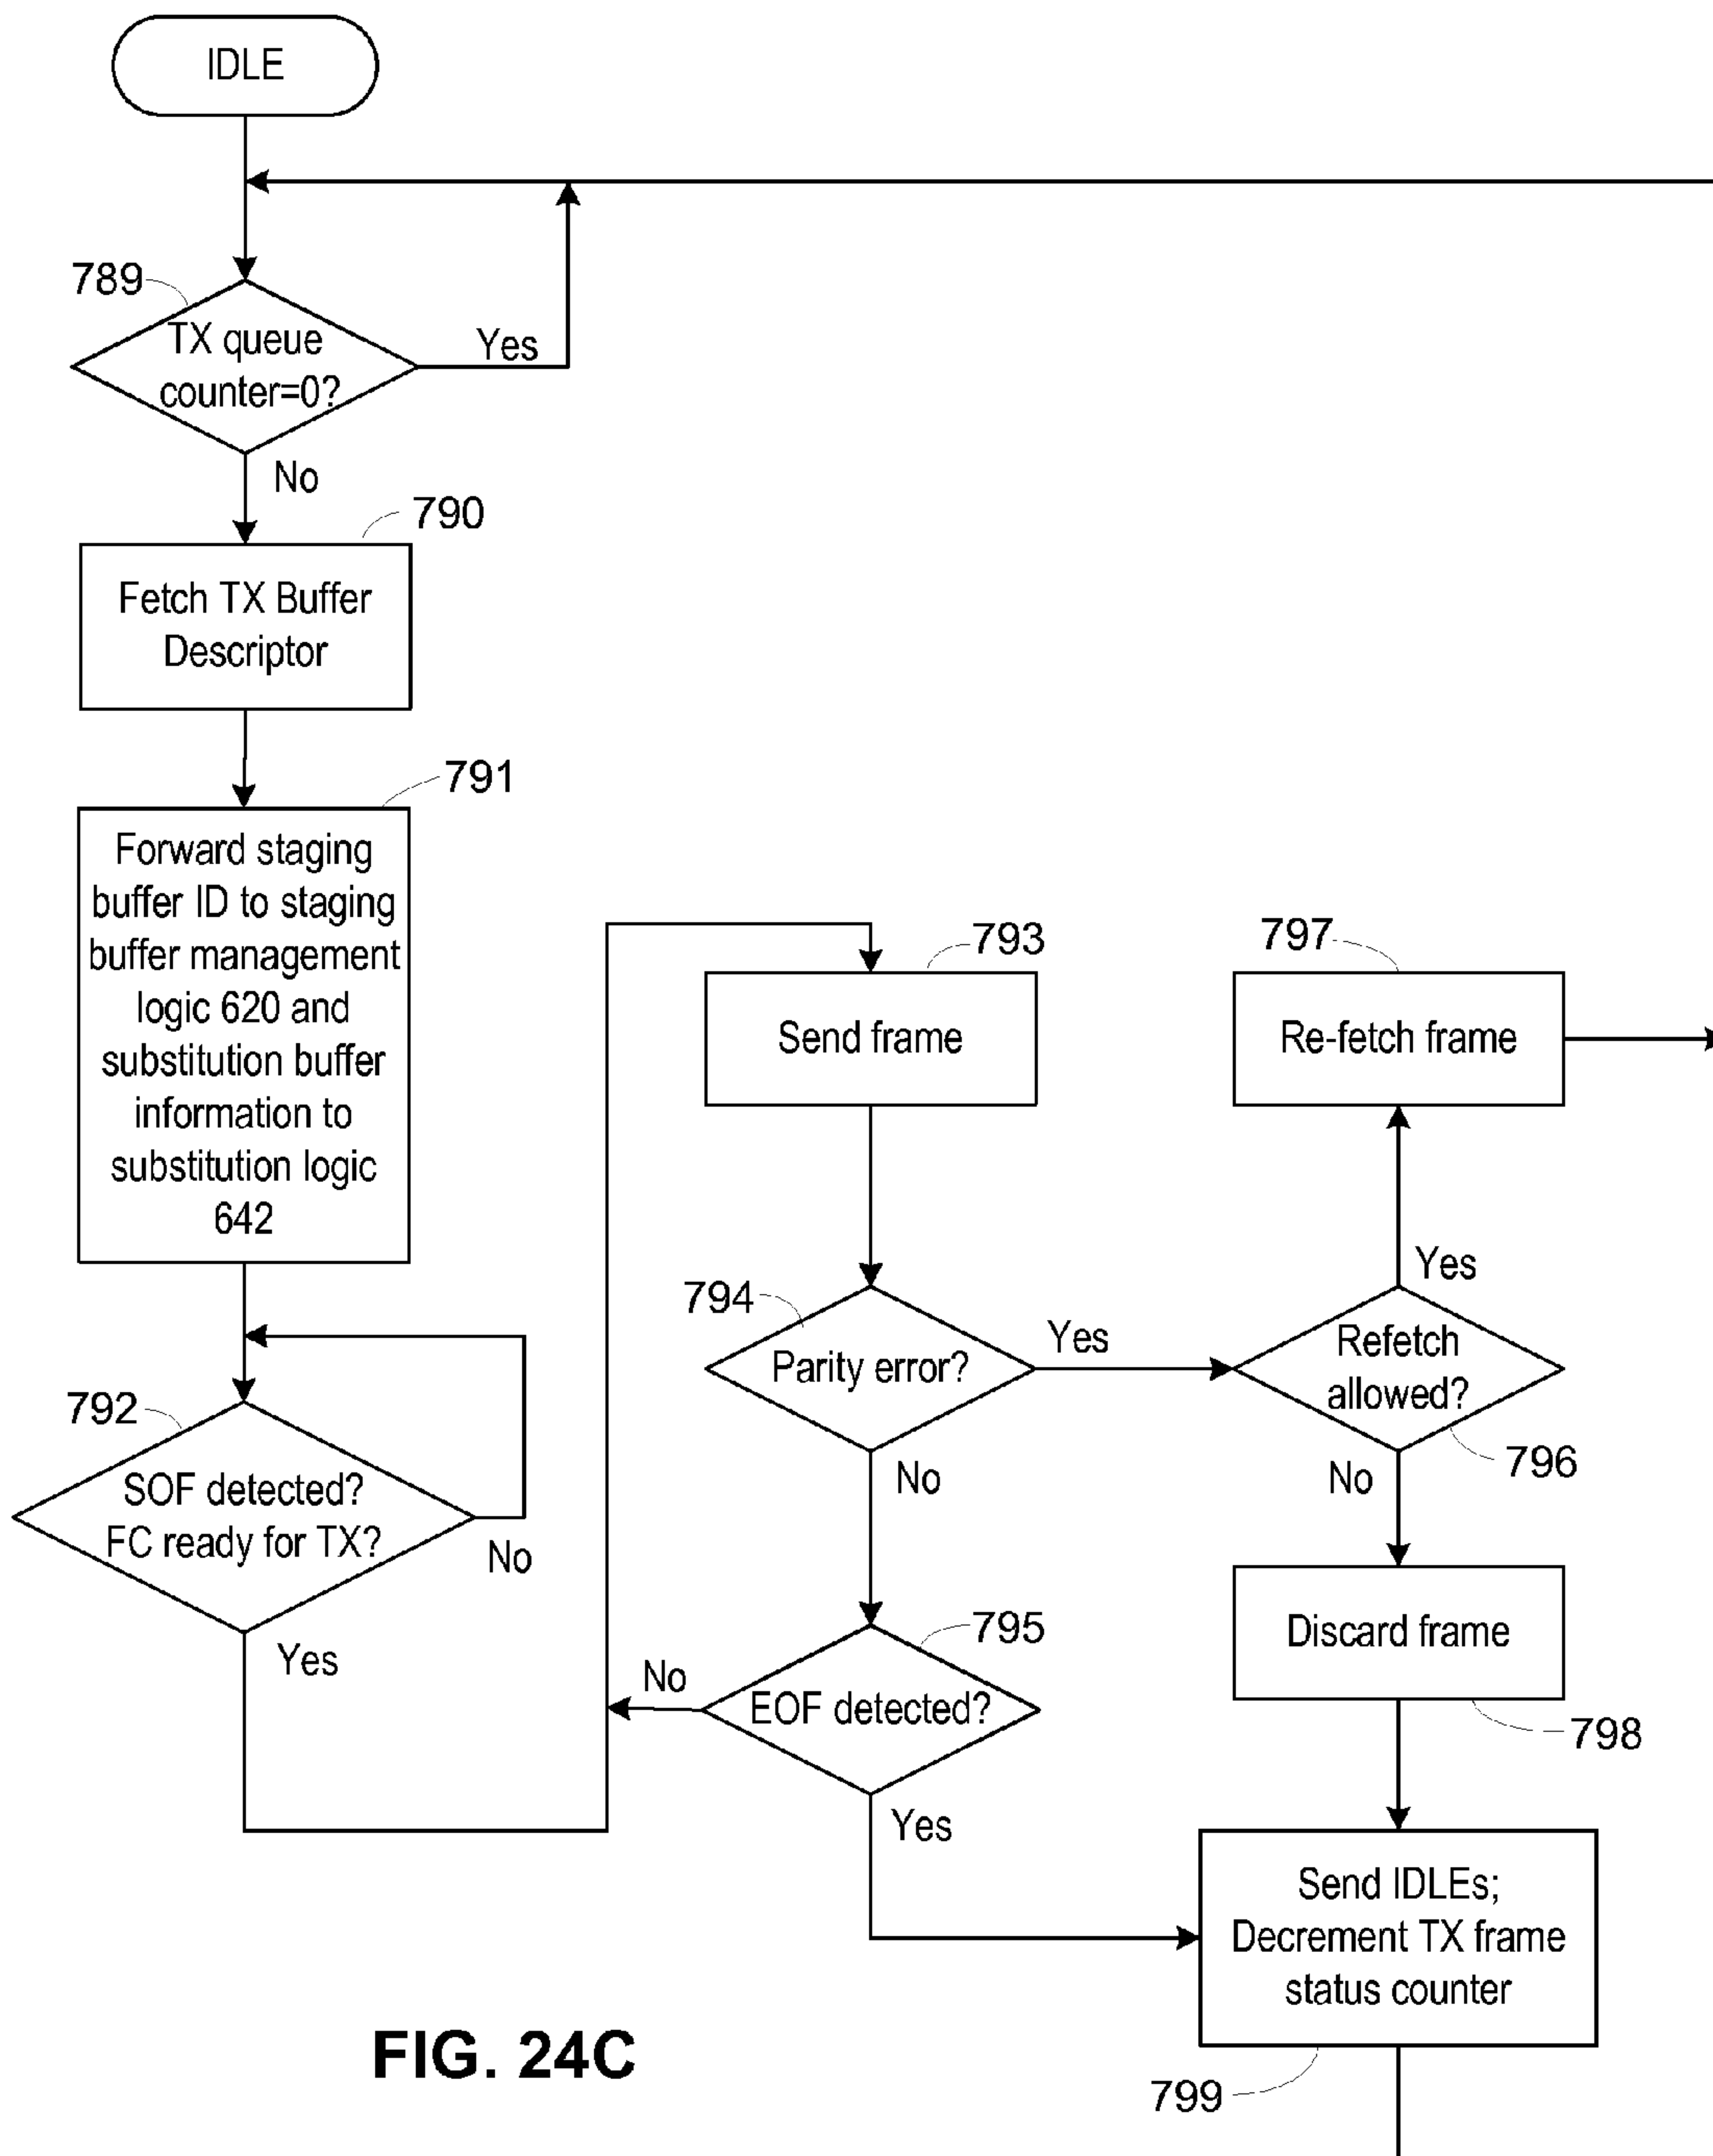 IDLE
789
TX queue
counter=0?
Yes
No
790
Fetch TX Buffer
Descriptor
791
Forward staging
buffer ID to staging
buffer management
logic 620 and
substitution buffer
information to
substitution logic
642
792
SOF detected?
FC ready for TX?
No
Yes
793
Send frame
794
Parity error?
Yes
No
795
EOF detected?
No
Yes
797
Re-fetch frame
Yes
Refetch
allowed?
796
No
Discard frame
798
Send IDLEs;
Decrement TX frame
status counter
799
FIG. 24C